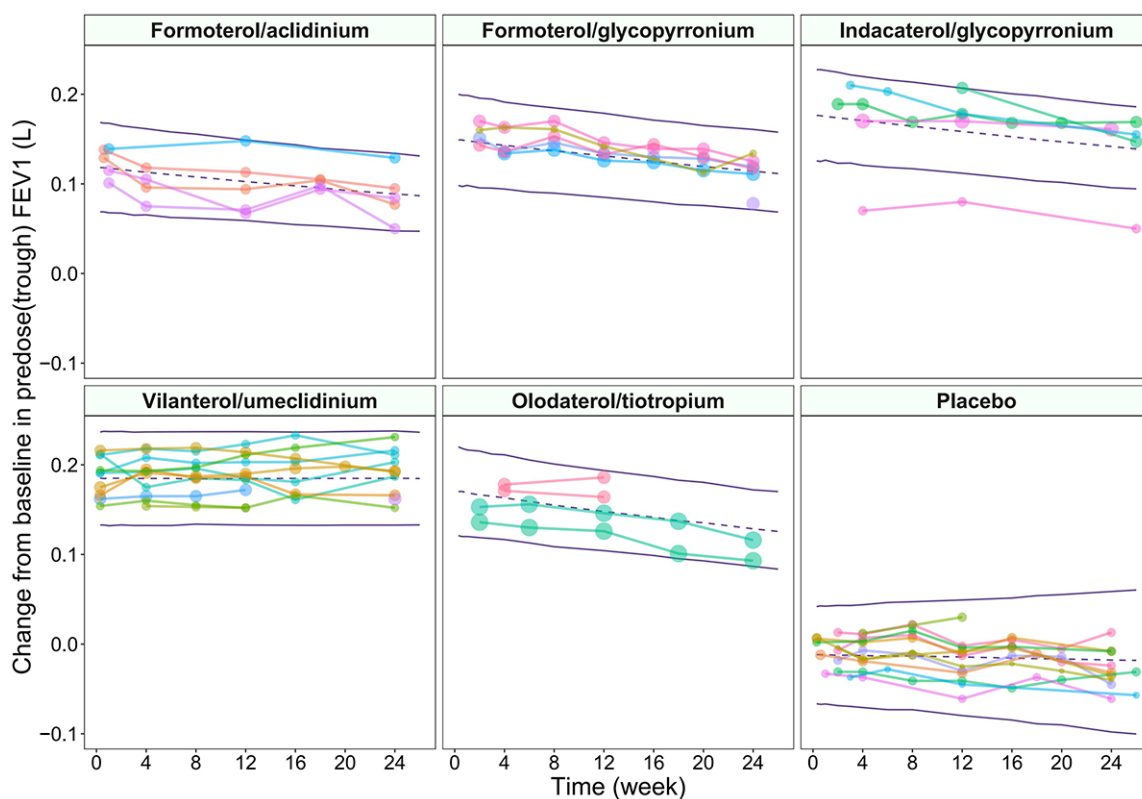 Formoterol/aclidinium
Formoterol/glycopyrronium
Indacaterol/glycopyrronium
0.2
0.1
0.0
−0.1
Vilanterol/umeclidinium
Olodaterol/tiotropium
Placebo
0.2
0.1
0.0
−0.1
0 4 8 12 16 20 24
0 4 8 12 16 20 24
0 4 8 12 16 20 24
Time (week)
Change from baseline in predose(trough) FEV1 (L)